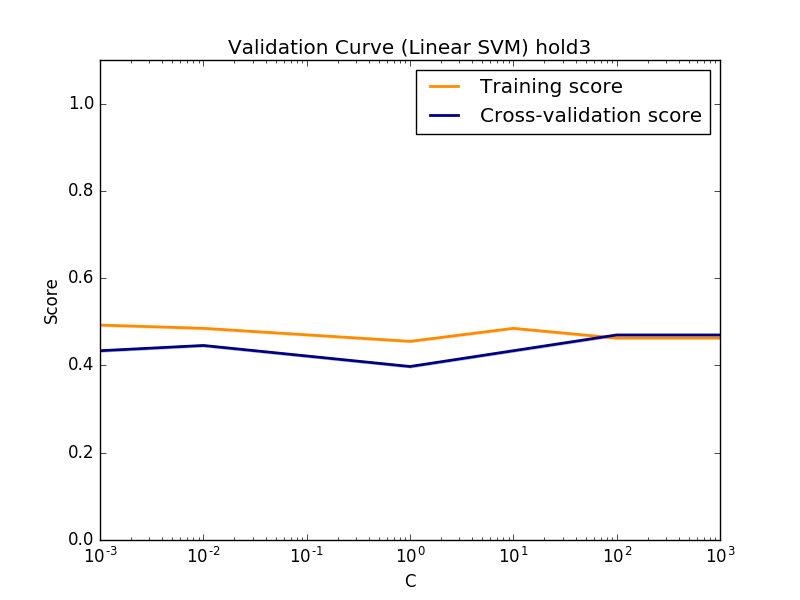 Validation Curve (Linear SVM) hold3
Training score
Cross-validation score
1.0
0.8
0.6
0.4
0.2
0.0
Score
10⁻³ 10⁻² 10⁻¹ 10⁰ 10¹ 10² 10³
C